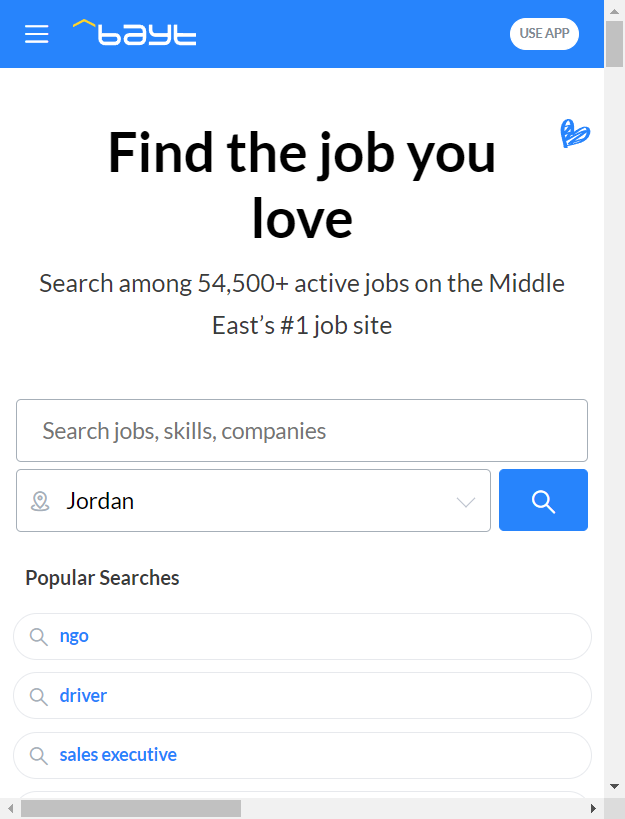 bayt
USE APP
Find the job you
love
Search among 54,500+ active jobs on the Middle
East’s #1 job site
Search jobs, skills, companies
Jordan
Popular Searches
ngo
driver
sales executive